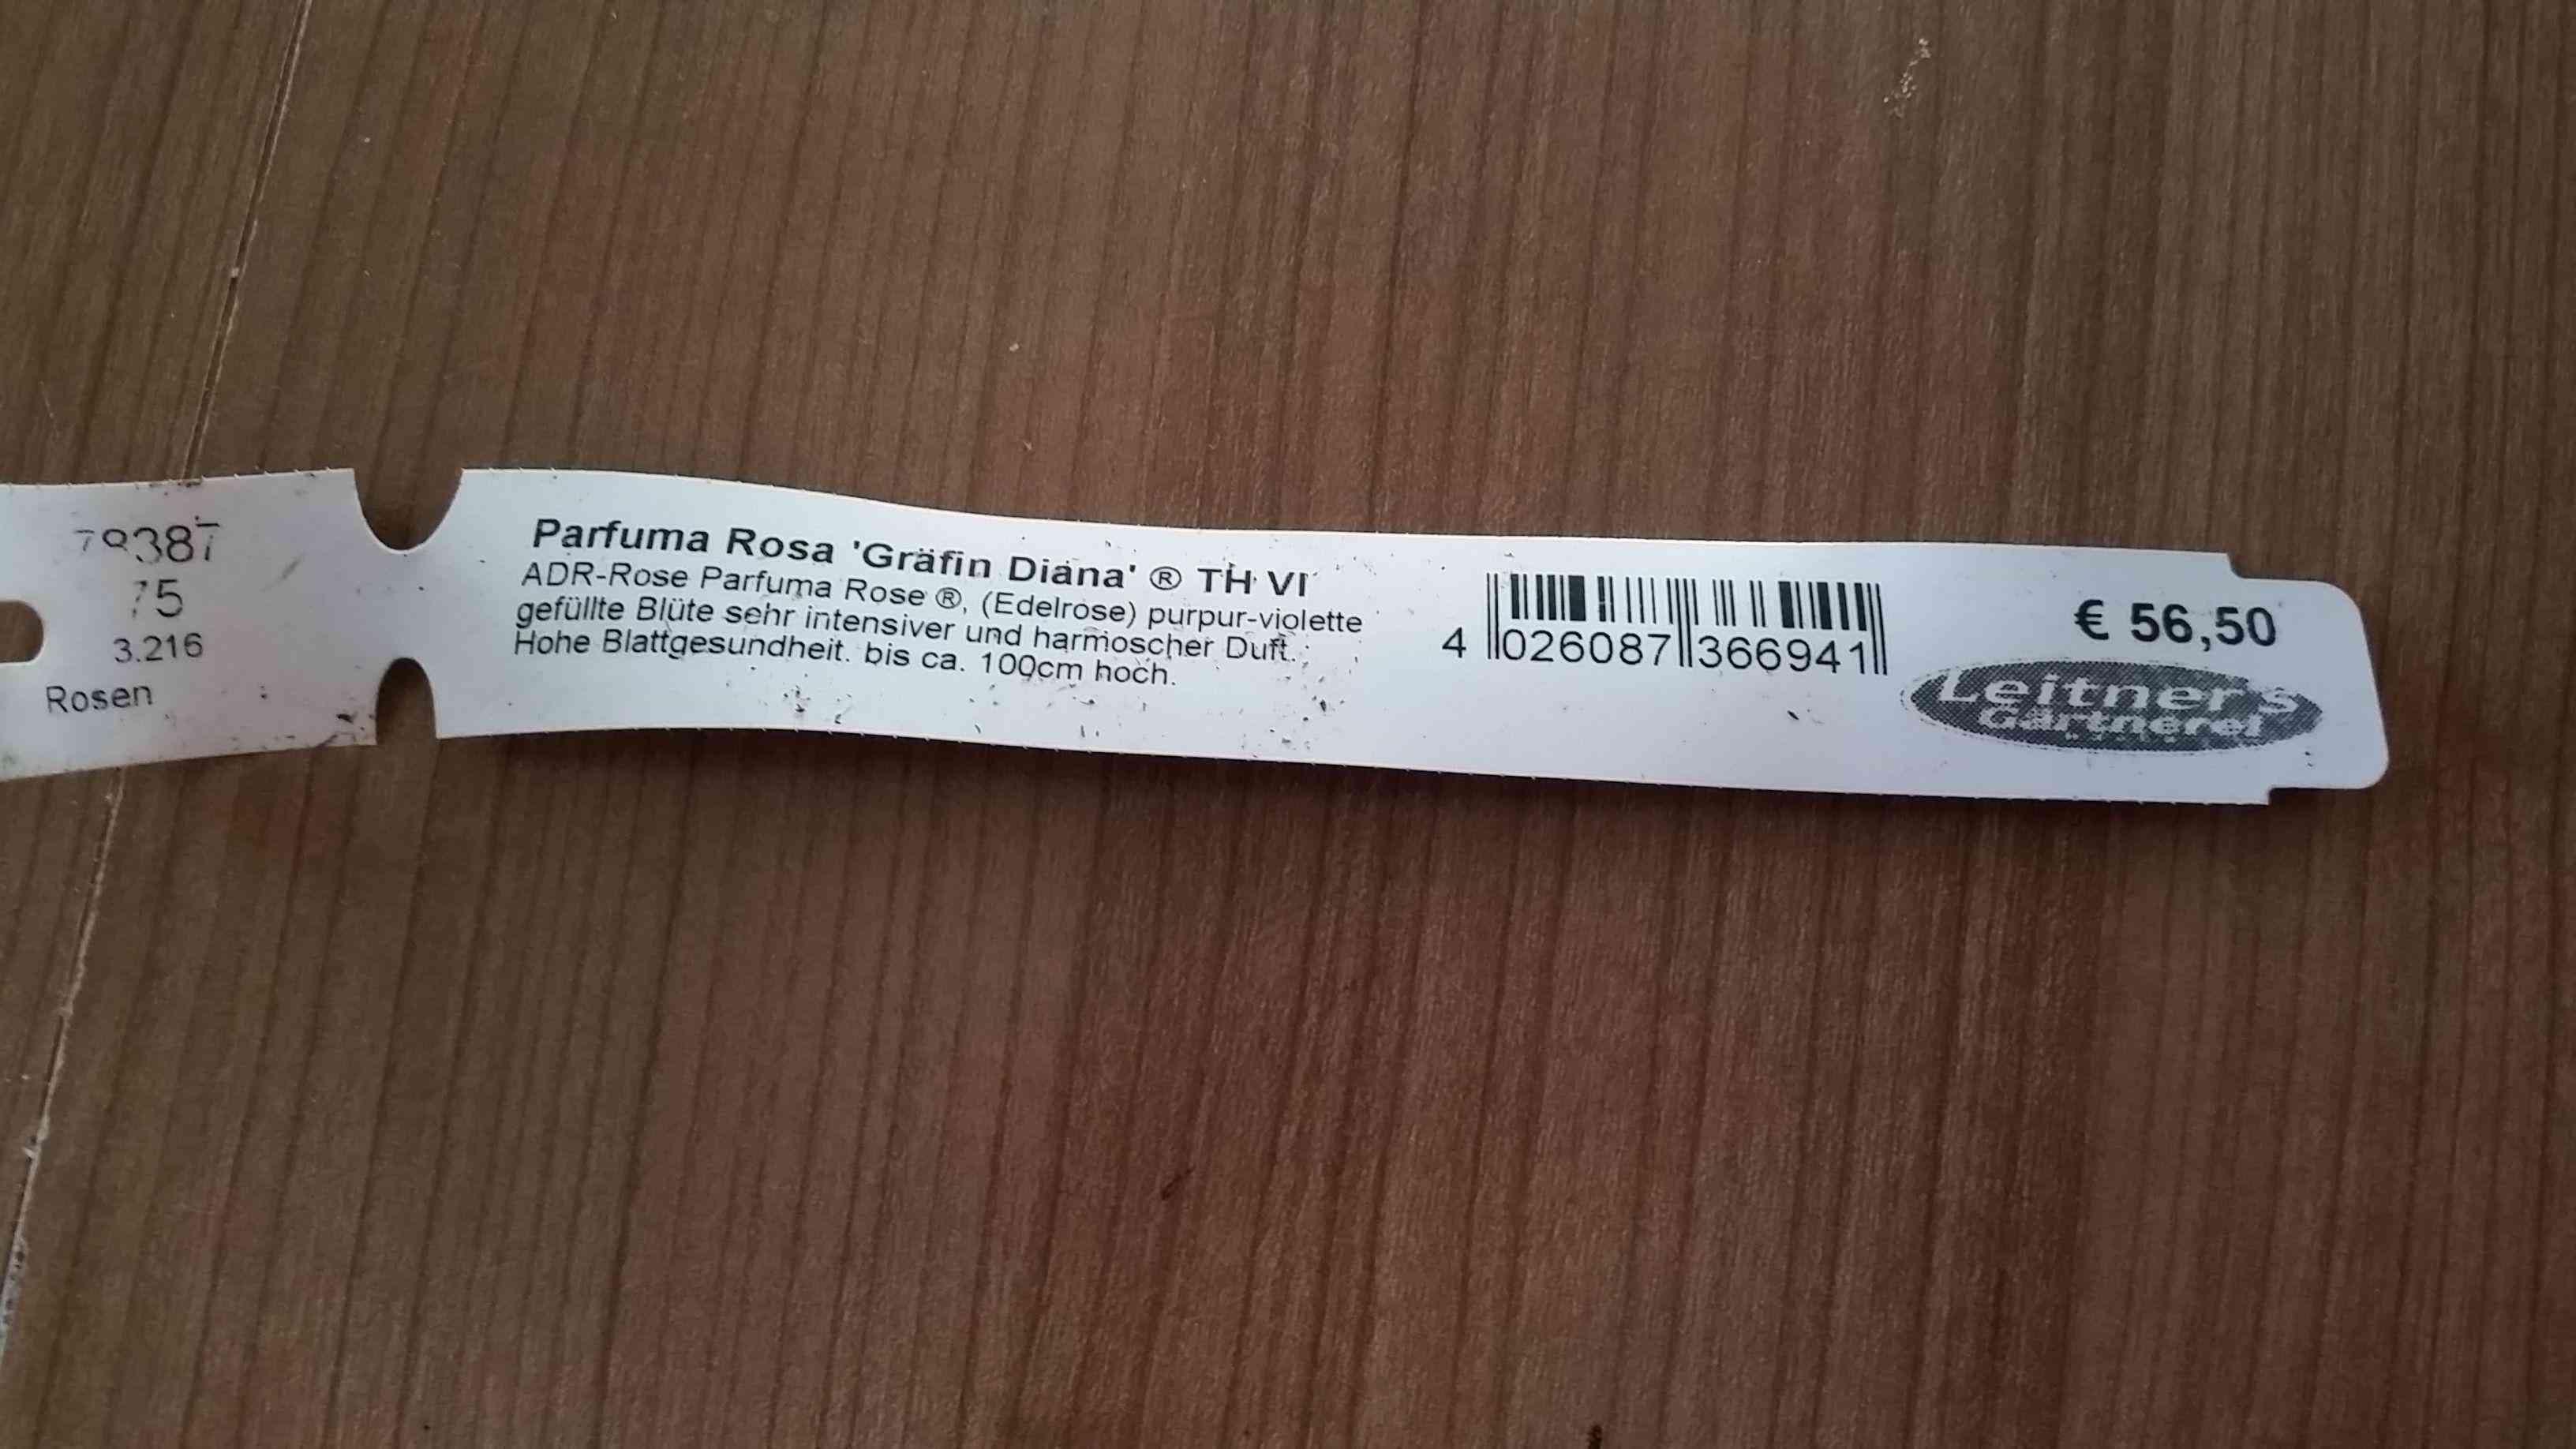 78387
75
3.216
Rosen
Parfuma Rosa 'Gräfin Diana' ® TH VI
ADR-Rose Parfuma Rose ®, (Edelrose) purpur-violette
gefüllte Blüte sehr intensiver und harmoscher Duft.
Hohe Blattgesundheit. bis ca. 100cm hoch.
4 026087 366941
€ 56,50
Leitner's
Gärtnerei